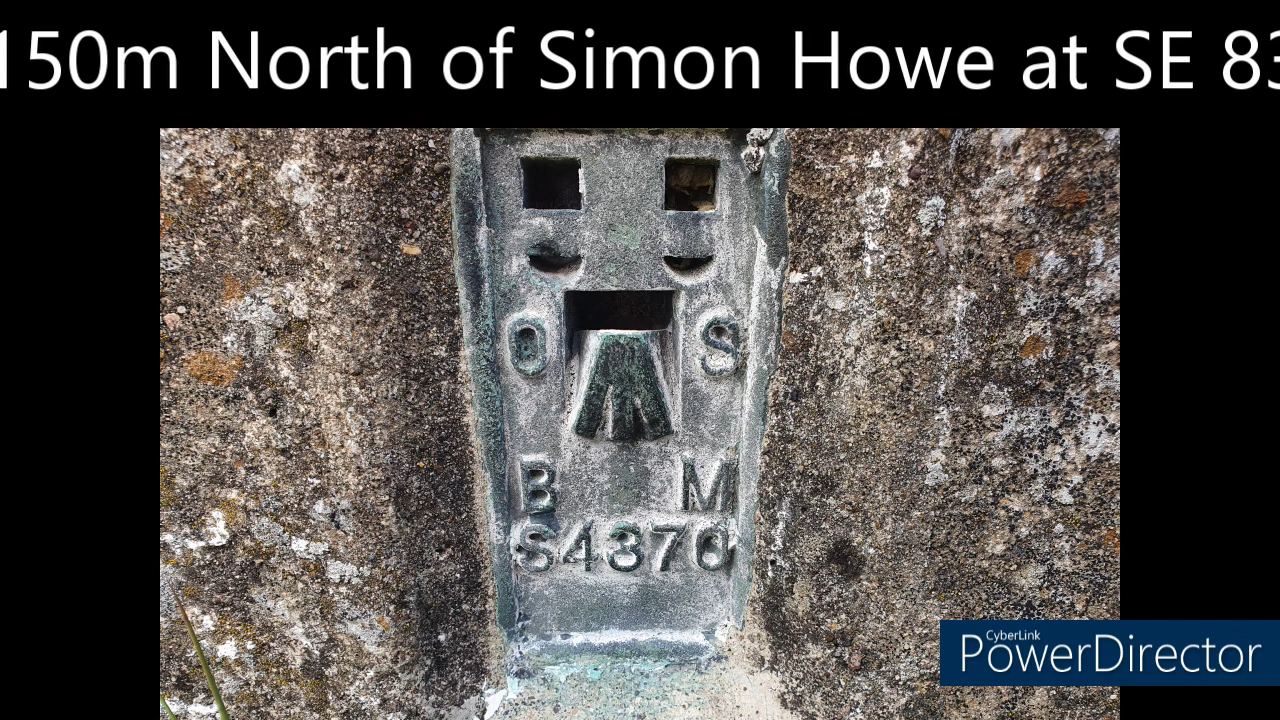 150m North of Simon Howe at SE 83
O S
B M
S4370
CyberLink
PowerDirector